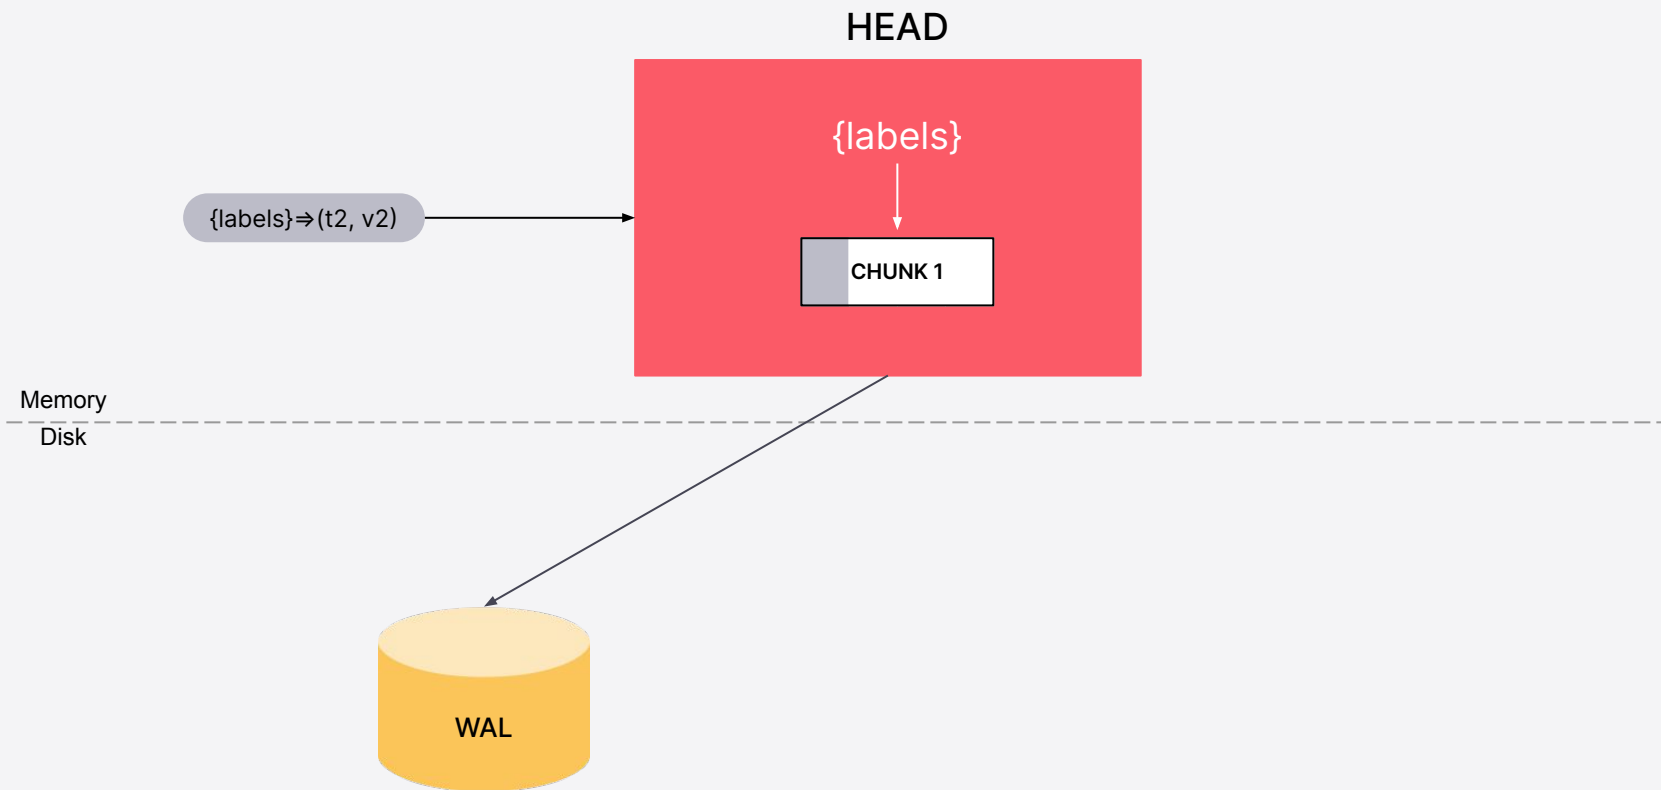 HEAD
{labels}
{labels}⇒(t2, v2)
CHUNK 1
Memory
Disk
WAL